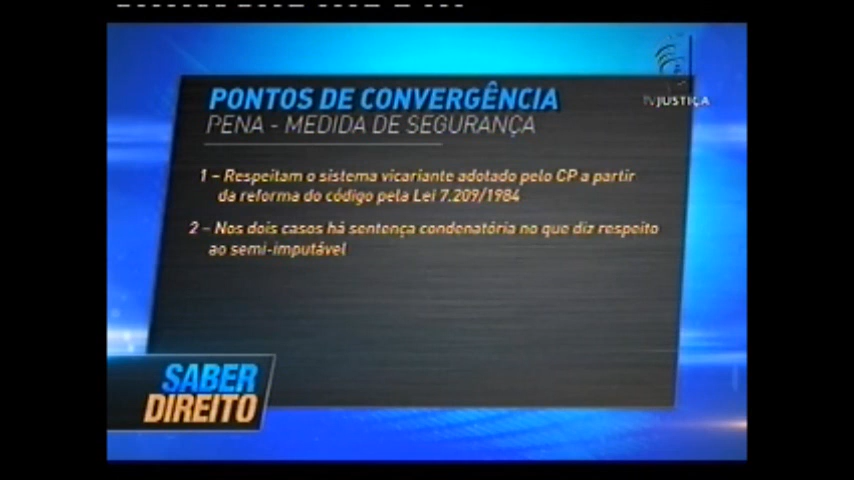 TV JUSTIÇA
PONTOS DE CONVERGÊNCIA
PENA - MEDIDA DE SEGURANÇA
1 – Respeitam o sistema vicariante adotado pelo CP a partir
da reforma do código pela Lei 7.209/1984
2 – Nos dois casos há sentença condenatória no que diz respeito
ao semi-imputável
SABER
DIREITO